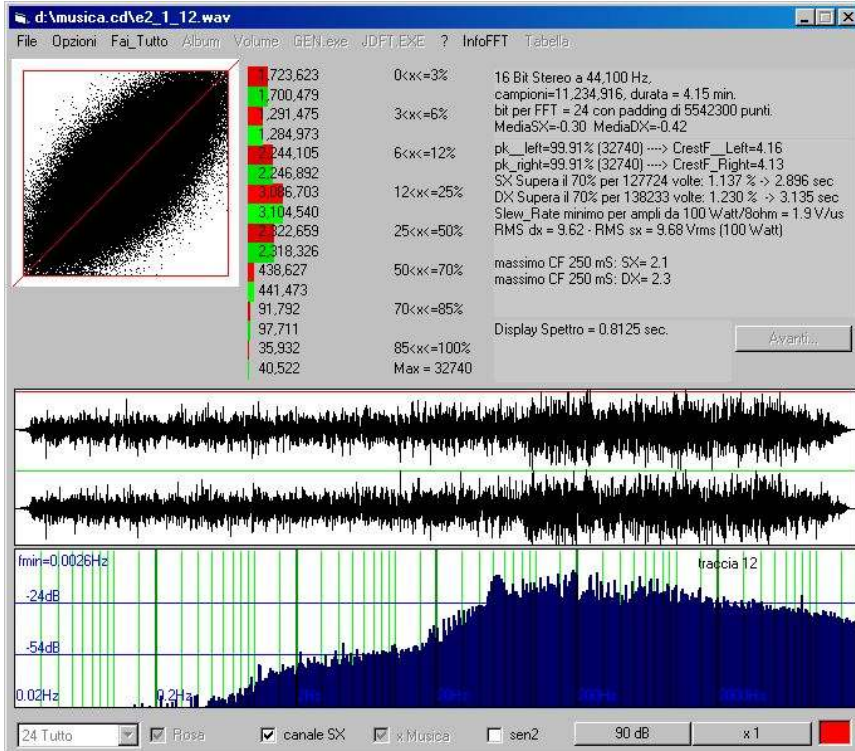 d:\musica.cd\e2_1_12.wav
File Opzioni Fai_Tutto Album Volume GEN.exe JDFT.EXE ? InfoFFT Tabella
1,723,623 0<x<=3%
1,700,479
1,291,475 3<x<=6%
1,284,973
2,244,105 6<x<=12%
2,246,892
3,086,703 12<x<=25%
3,104,540
2,322,659 25<x<=50%
2,318,326
438,627 50<x<=70%
441,473
91,792 70<x<=85%
97,711
35,932 85<x<=100%
40,522 Max = 32740
16 Bit Stereo a 44,100 Hz,
campioni=11,234,916, durata = 4.15 min.
bit per FFT = 24 con padding di 5542300 punti.
MediaSX=-0.30 MediaDX=-0.42
pk__left=99.91% (32740) ----> CrestF__Left=4.16
pk_right=99.91% (32740) ----> CrestF_Right=4.13
SX Supera il 70% per 127724 volte: 1.137 % -> 2.896 sec
DX Supera il 70% per 138233 volte: 1.230 % -> 3.135 sec
Slew_Rate minimo per ampli da 100 Watt/8ohm = 1.9 V/us
RMS dx = 9.62 - RMS sx = 9.68 Vrms (100 Watt)
massimo CF 250 mS: SX= 2.1
massimo CF 250 mS: DX= 2.3
Display Spettro = 0.8125 sec.
Avanti...
fmin=0.0026Hz traccia 12
-24dB
-54dB
0.02Hz 0.2Hz 2Hz 20Hz 200Hz 2000Hz
24 Tutto Rosa canale SX x Musica sen2 90 dB x 1